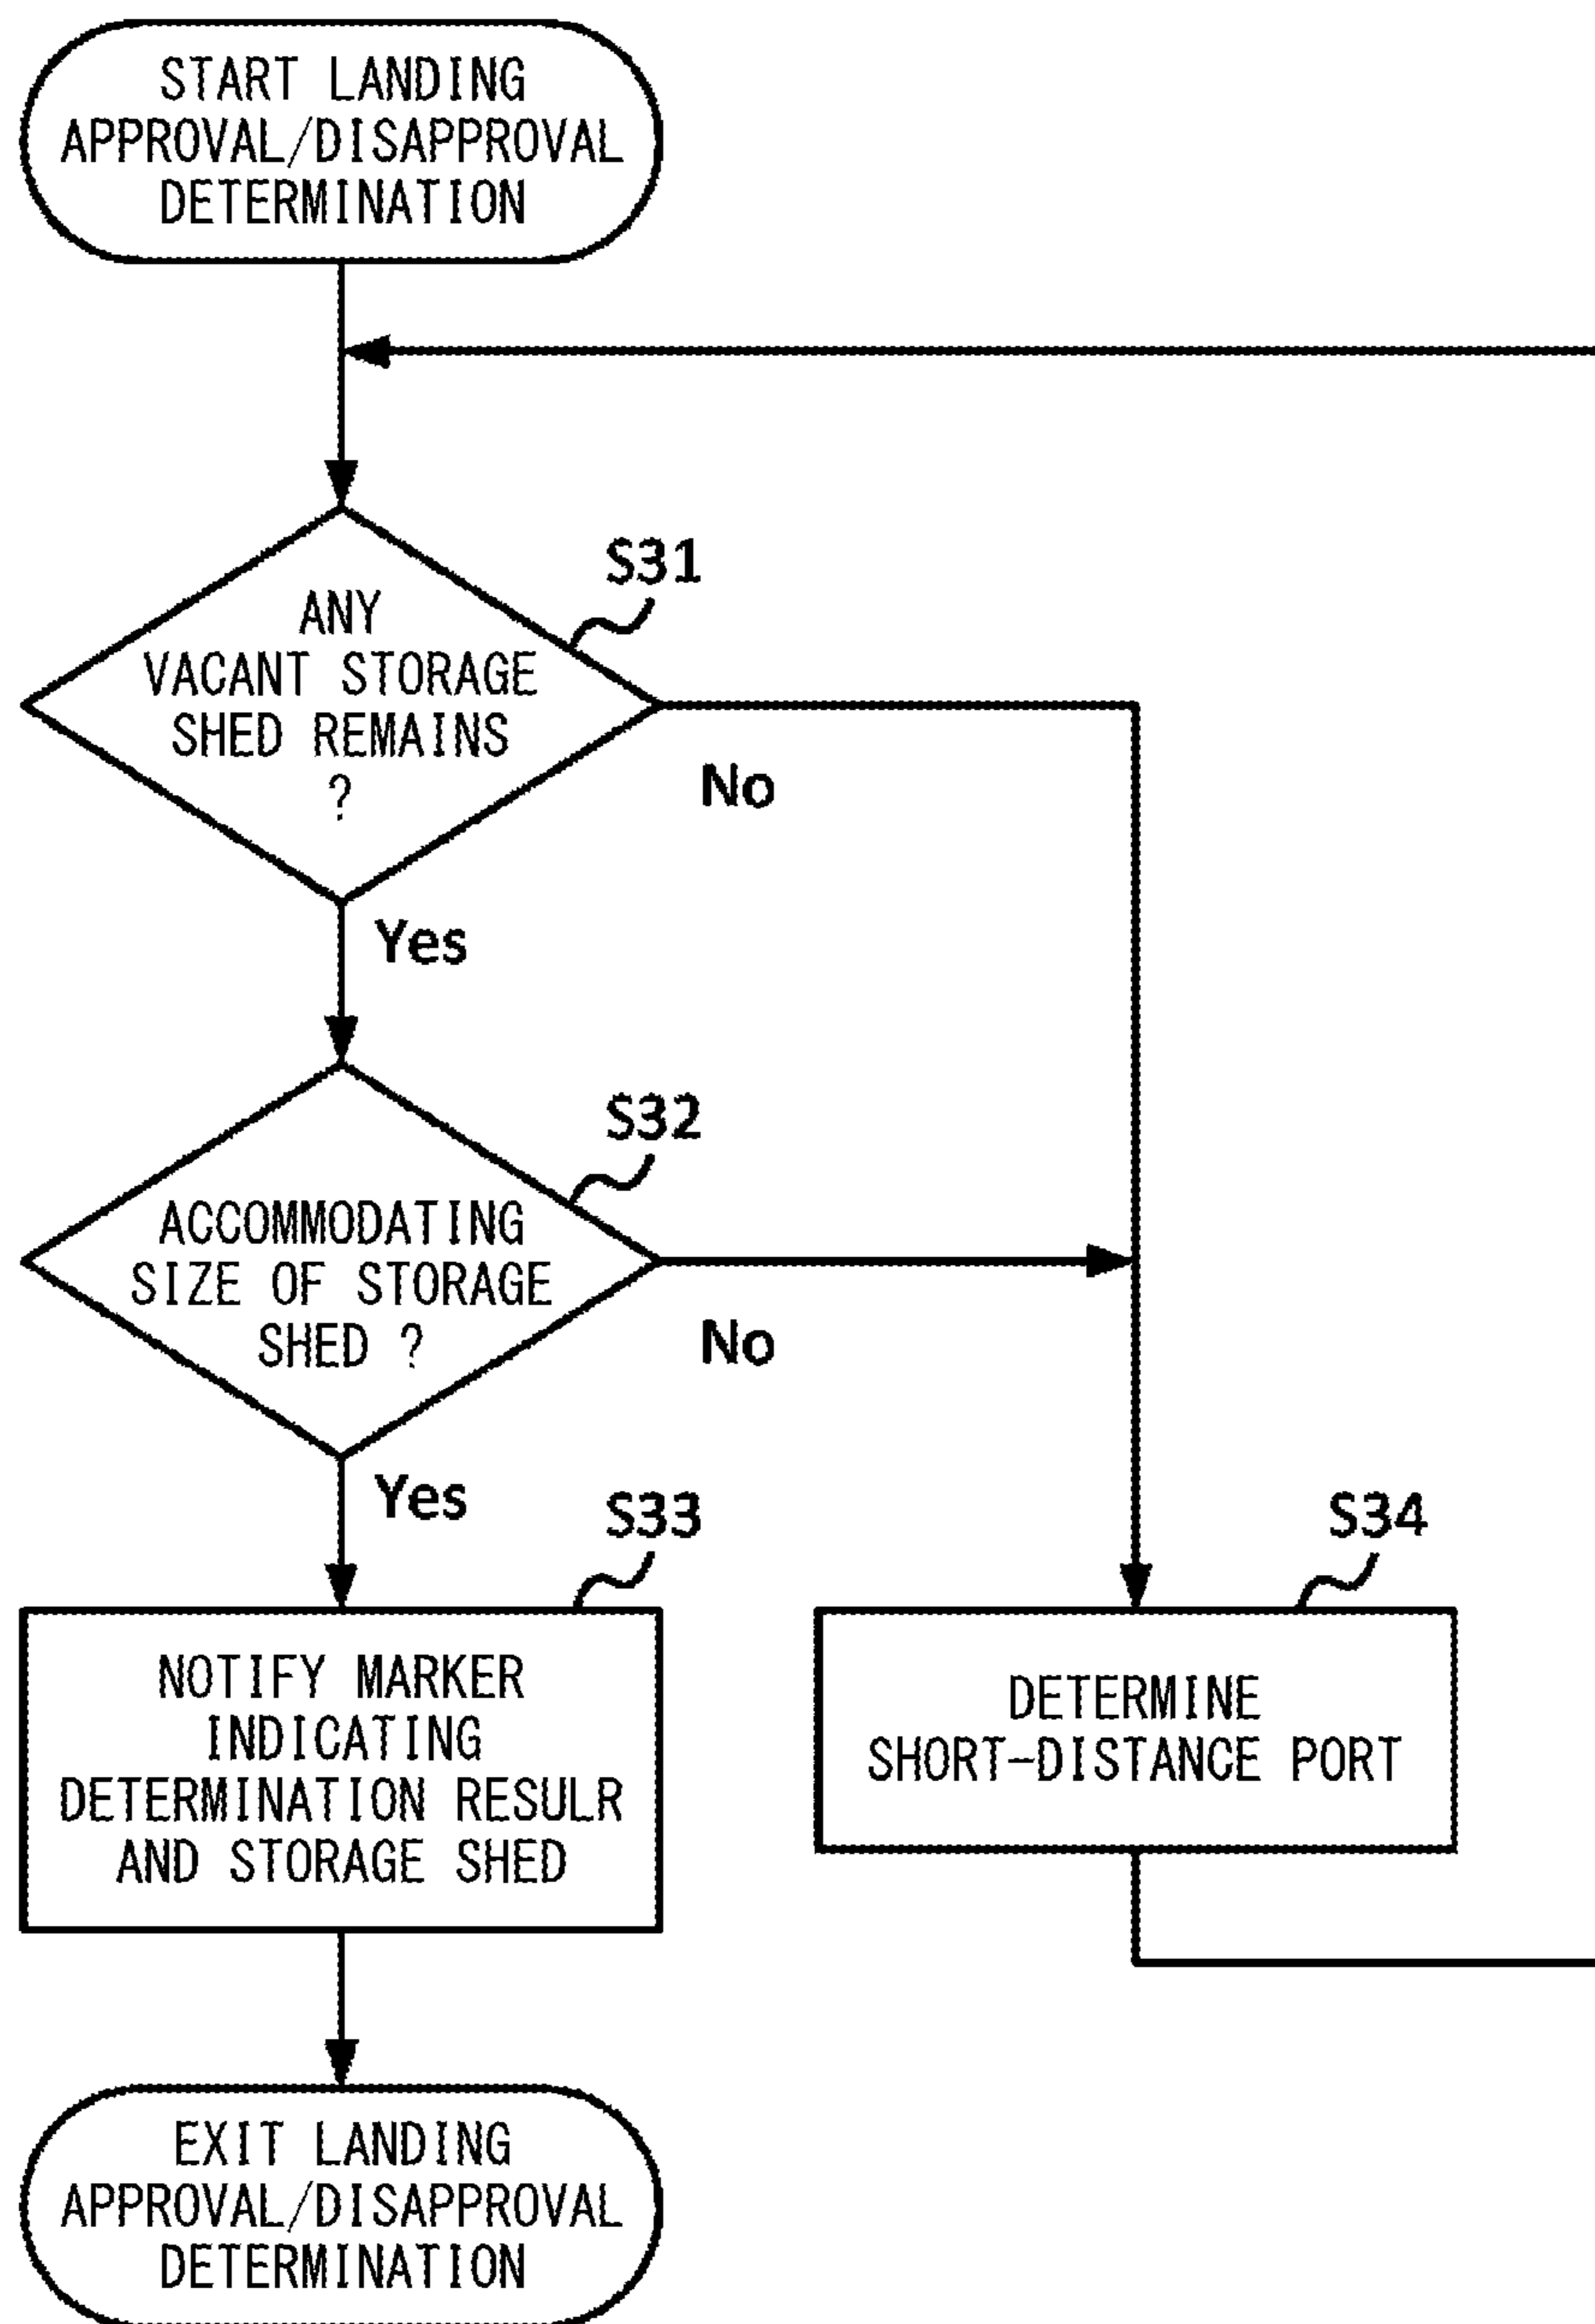 START LANDING
APPROVAL/DISAPPROVAL
DETERMINATION
S31
ANY
VACANT STORAGE
SHED REMAINS
?
No
Yes
S32
ACCOMMODATING
SIZE OF STORAGE
SHED ?
No
Yes
S33
NOTIFY MARKER
INDICATING
DETERMINATION RESULR
AND STORAGE SHED
S34
DETERMINE
SHORT-DISTANCE PORT
EXIT LANDING
APPROVAL/DISAPPROVAL
DETERMINATION